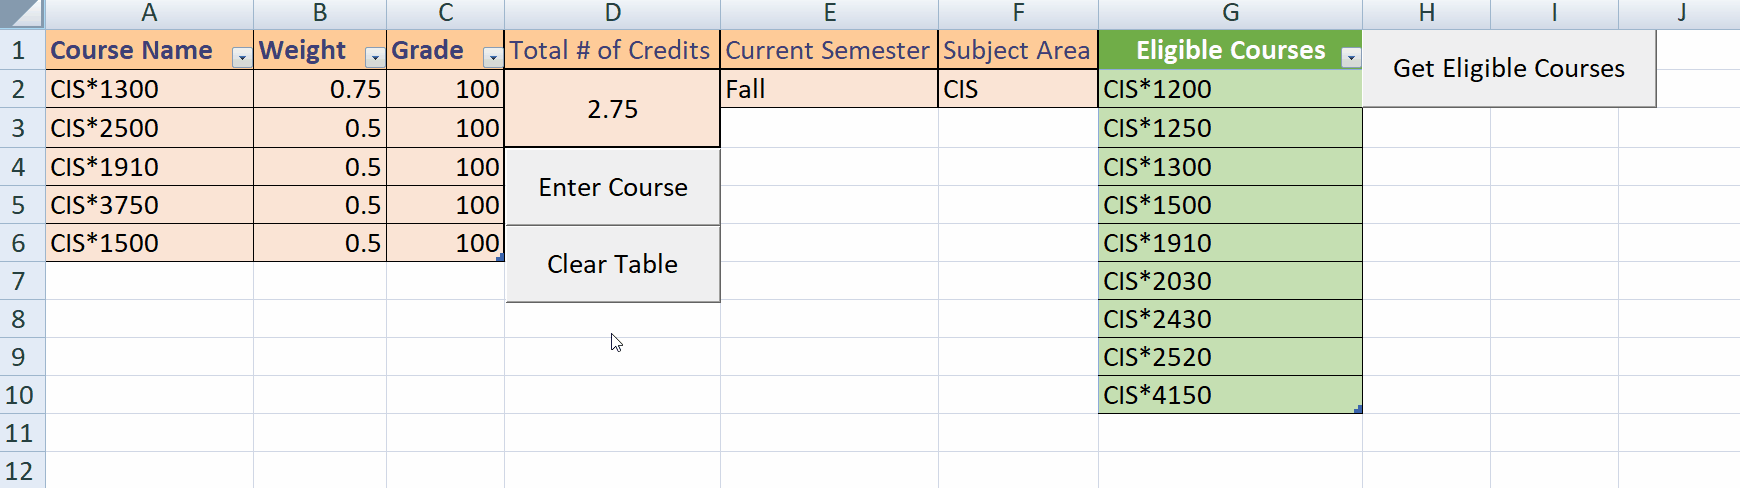 A B C D E F G H I J
1 Course Name Weight Grade Total # of Credits Current Semester Subject Area Eligible Courses Get Eligible Courses
2 CIS*1300 0.75 100 2.75 Fall CIS CIS*1200
3 CIS*2500 0.5 100 CIS*1250
4 CIS*1910 0.5 100 Enter Course CIS*1300
5 CIS*3750 0.5 100 CIS*1500
6 CIS*1500 0.5 100 Clear Table CIS*1910
7 CIS*2030
8 CIS*2430
9 CIS*2520
10 CIS*4150
11
12